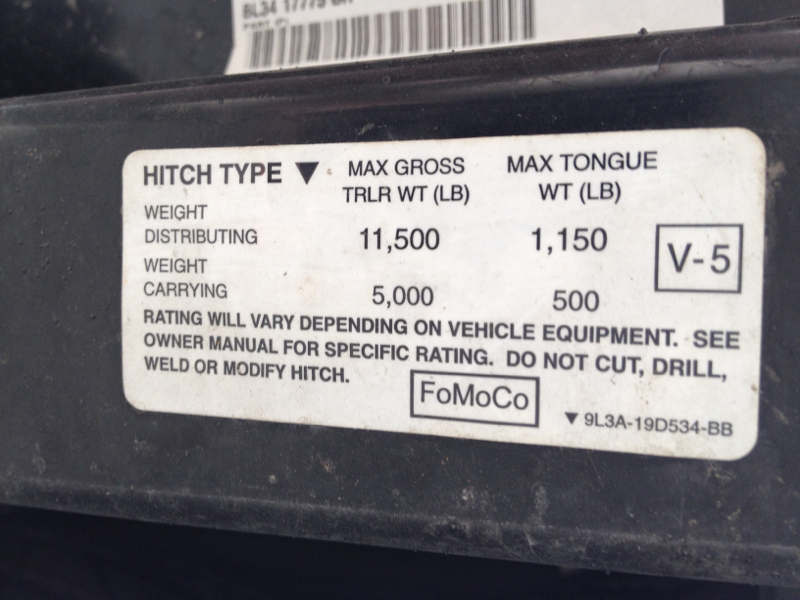 BL34 17775
HITCH TYPE ▼ MAX GROSS TRLR WT (LB) MAX TONGUE WT (LB)
WEIGHT
DISTRIBUTING 11,500 1,150
WEIGHT
CARRYING 5,000 500
V-5
RATING WILL VARY DEPENDING ON VEHICLE EQUIPMENT. SEE
OWNER MANUAL FOR SPECIFIC RATING. DO NOT CUT, DRILL,
WELD OR MODIFY HITCH.
FoMoCo
▼ 9L3A-19D534-BB